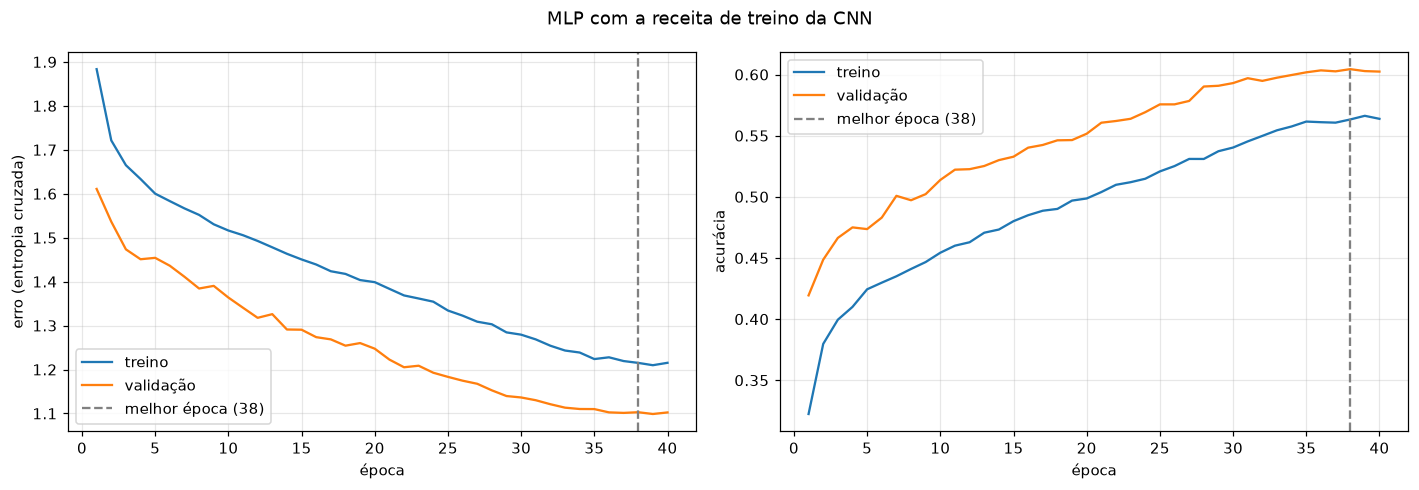 MLP com a receita de treino da CNN
erro (entropia cruzada)
1.9
1.8
1.7
1.6
1.5
1.4
1.3
1.2
1.1
treino
validação
melhor época (38)
0 5 10 15 20 25 30 35 40
época
acurácia
0.60
0.55
0.50
0.45
0.40
0.35
treino
validação
melhor época (38)
0 5 10 15 20 25 30 35 40
época